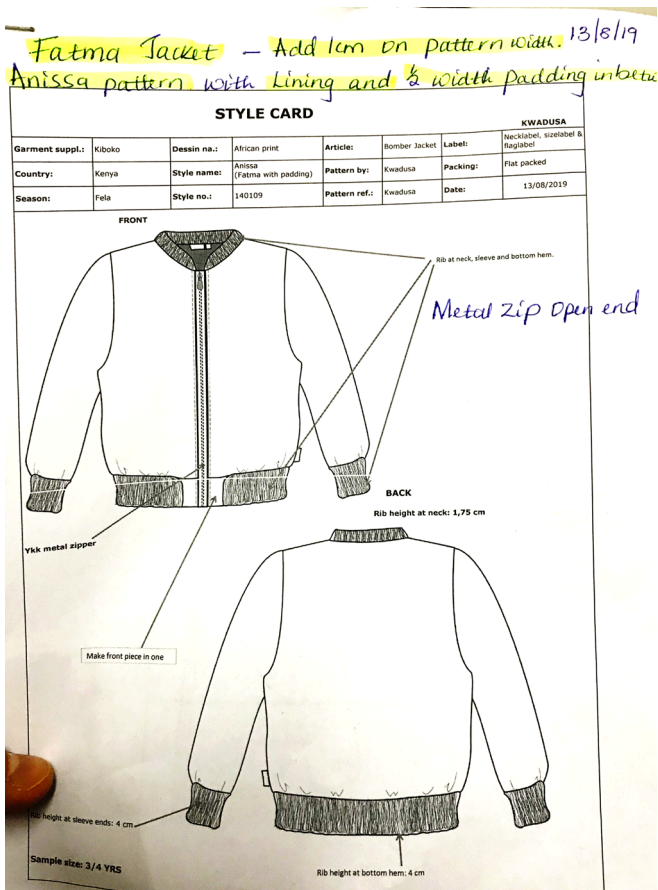 Fatma Jacket – Add 1cm on pattern width. 13/8/19
Anissa pattern with Lining and ½ width padding
STYLE CARD
KWADUSA
Garment suppl.: Kiboko Dessin na.: African print Article: Bomber Jacket Label: Necklabel, sizelabel & flaglabel
Country: Kenya Style name: Anissa (Fatma with padding) Pattern by: Kwadusa Packing: Flat packed
Season: Fela Style no.: 140109 Pattern ref.: Kwadusa Date: 13/08/2019
FRONT
Rib at neck, sleeve and bottom hem.
Metal zip open end
BACK
Rib height at neck: 1,75 cm
Ykk metal zipper
Make front piece in one
Rib height at sleeve ends: 4 cm
Sample size: 3/4 YRS
Rib height at bottom hem: 4 cm